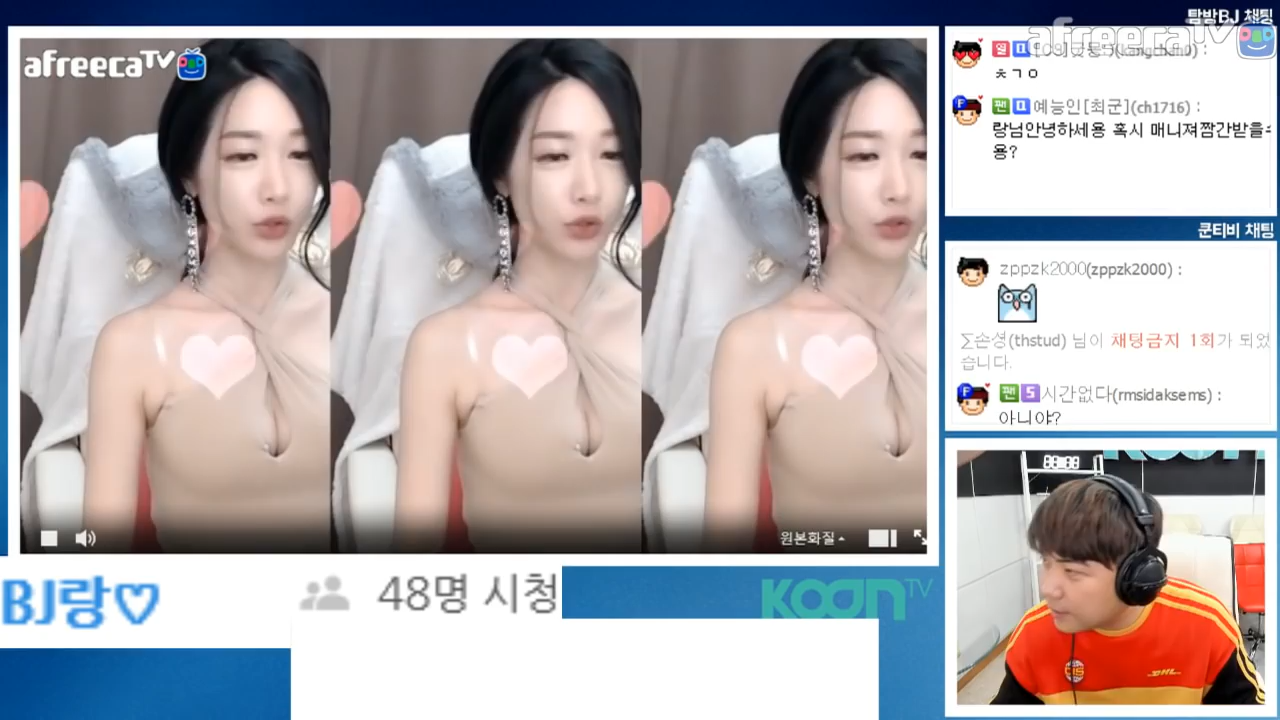 탐방BJ 채팅
afreecaTV
afreecaTV
열
ㅊㄱㅇ
팬 예능인[최군](ch1716) :
랑님안녕하세용 혹시 매니져짬간받을수
용?
쿤티비 채팅
zppzk2000(zppzk2000) :
∑손셩(thstud) 님이 채팅금지 1회가 되었
습니다.
팬 S 시간없다(rmsidaksems) :
아니야?
원본화질
BJ랑♡
48명 시청
KOONTV
DHL